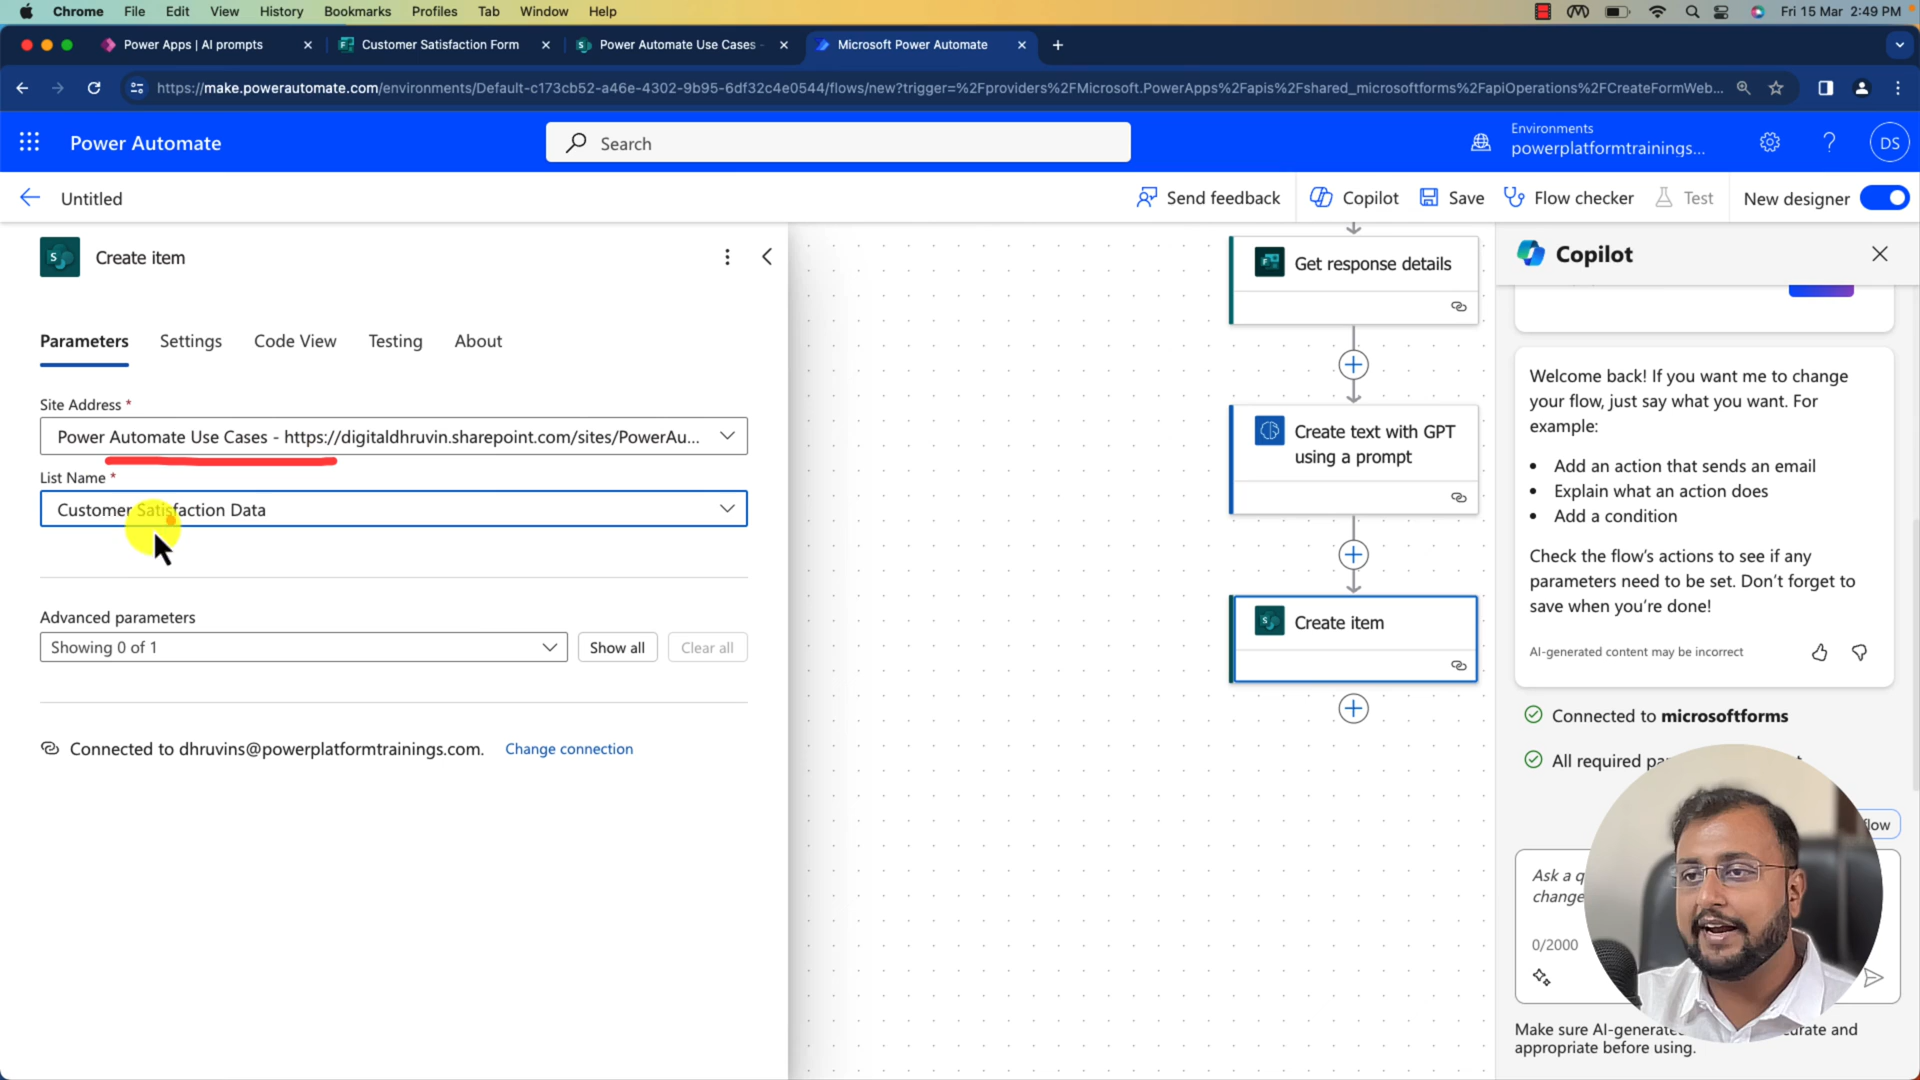 Chrome File Edit View History Bookmarks Profiles Tab Window Help Fri 15 Mar 2:49 PM
Power Apps | AI prompts Customer Satisfaction Form Power Automate Use Cases - Microsoft Power Automate
https://make.powerautomate.com/environments/Default-c173cb52-a46e-4302-9b95-6df32c4e0544/flows/new?trigger=%2Fproviders%2FMicrosoft.PowerApps%2Fapis%2Fshared_microsoftforms%2FapiOperations%2FCreateFormWeb...
Power Automate
Search
Environments
powerplatformtrainings...
DS
Untitled
Send feedback Copilot Save Flow checker Test New designer
Create item
Parameters Settings Code View Testing About
Site Address *
Power Automate Use Cases - https://digitaldhruvin.sharepoint.com/sites/PowerAu...
List Name *
Customer Satisfaction Data
Advanced parameters
Showing 0 of 1 Show all Clear all
Connected to dhruvins@powerplatformtrainings.com. Change connection
Get response details
Create text with GPT
using a prompt
Create item
Copilot
Welcome back! If you want me to change
your flow, just say what you want. For
example:
• Add an action that sends an email
• Explain what an action does
• Add a condition
Check the flow's actions to see if any
parameters need to be set. Don't forget to
save when you're done!
AI-generated content may be incorrect
Connected to microsoftforms
All required
flow
Ask a
change
0/2000
Make sure AI-generated and
appropriate before using.